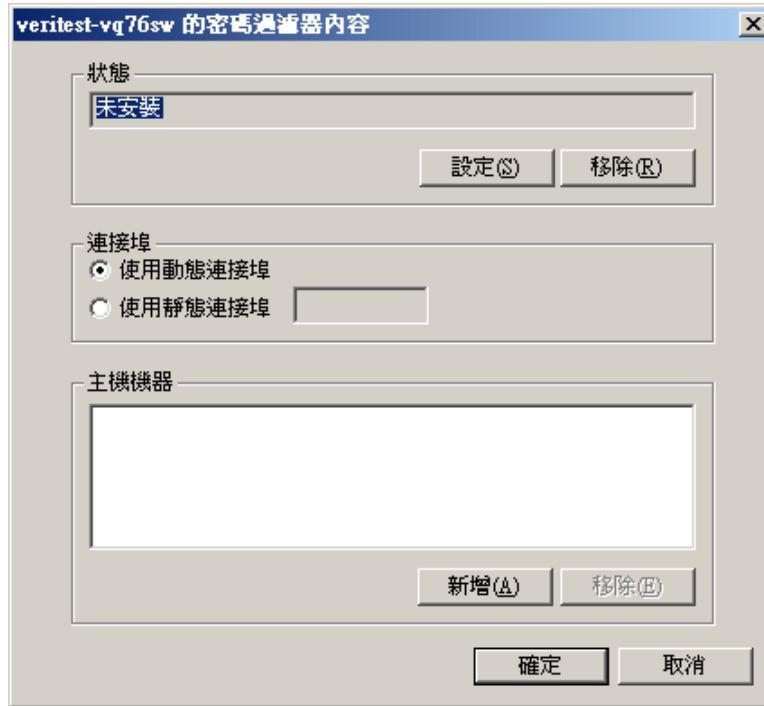 veritest-vq76sw 的密碼過濾器內容
狀態
未安裝
設定(S) 移除(R)
連接埠
使用動態連接埠
使用靜態連接埠
主機機器
新增(A) 移除(E)
確定 取消